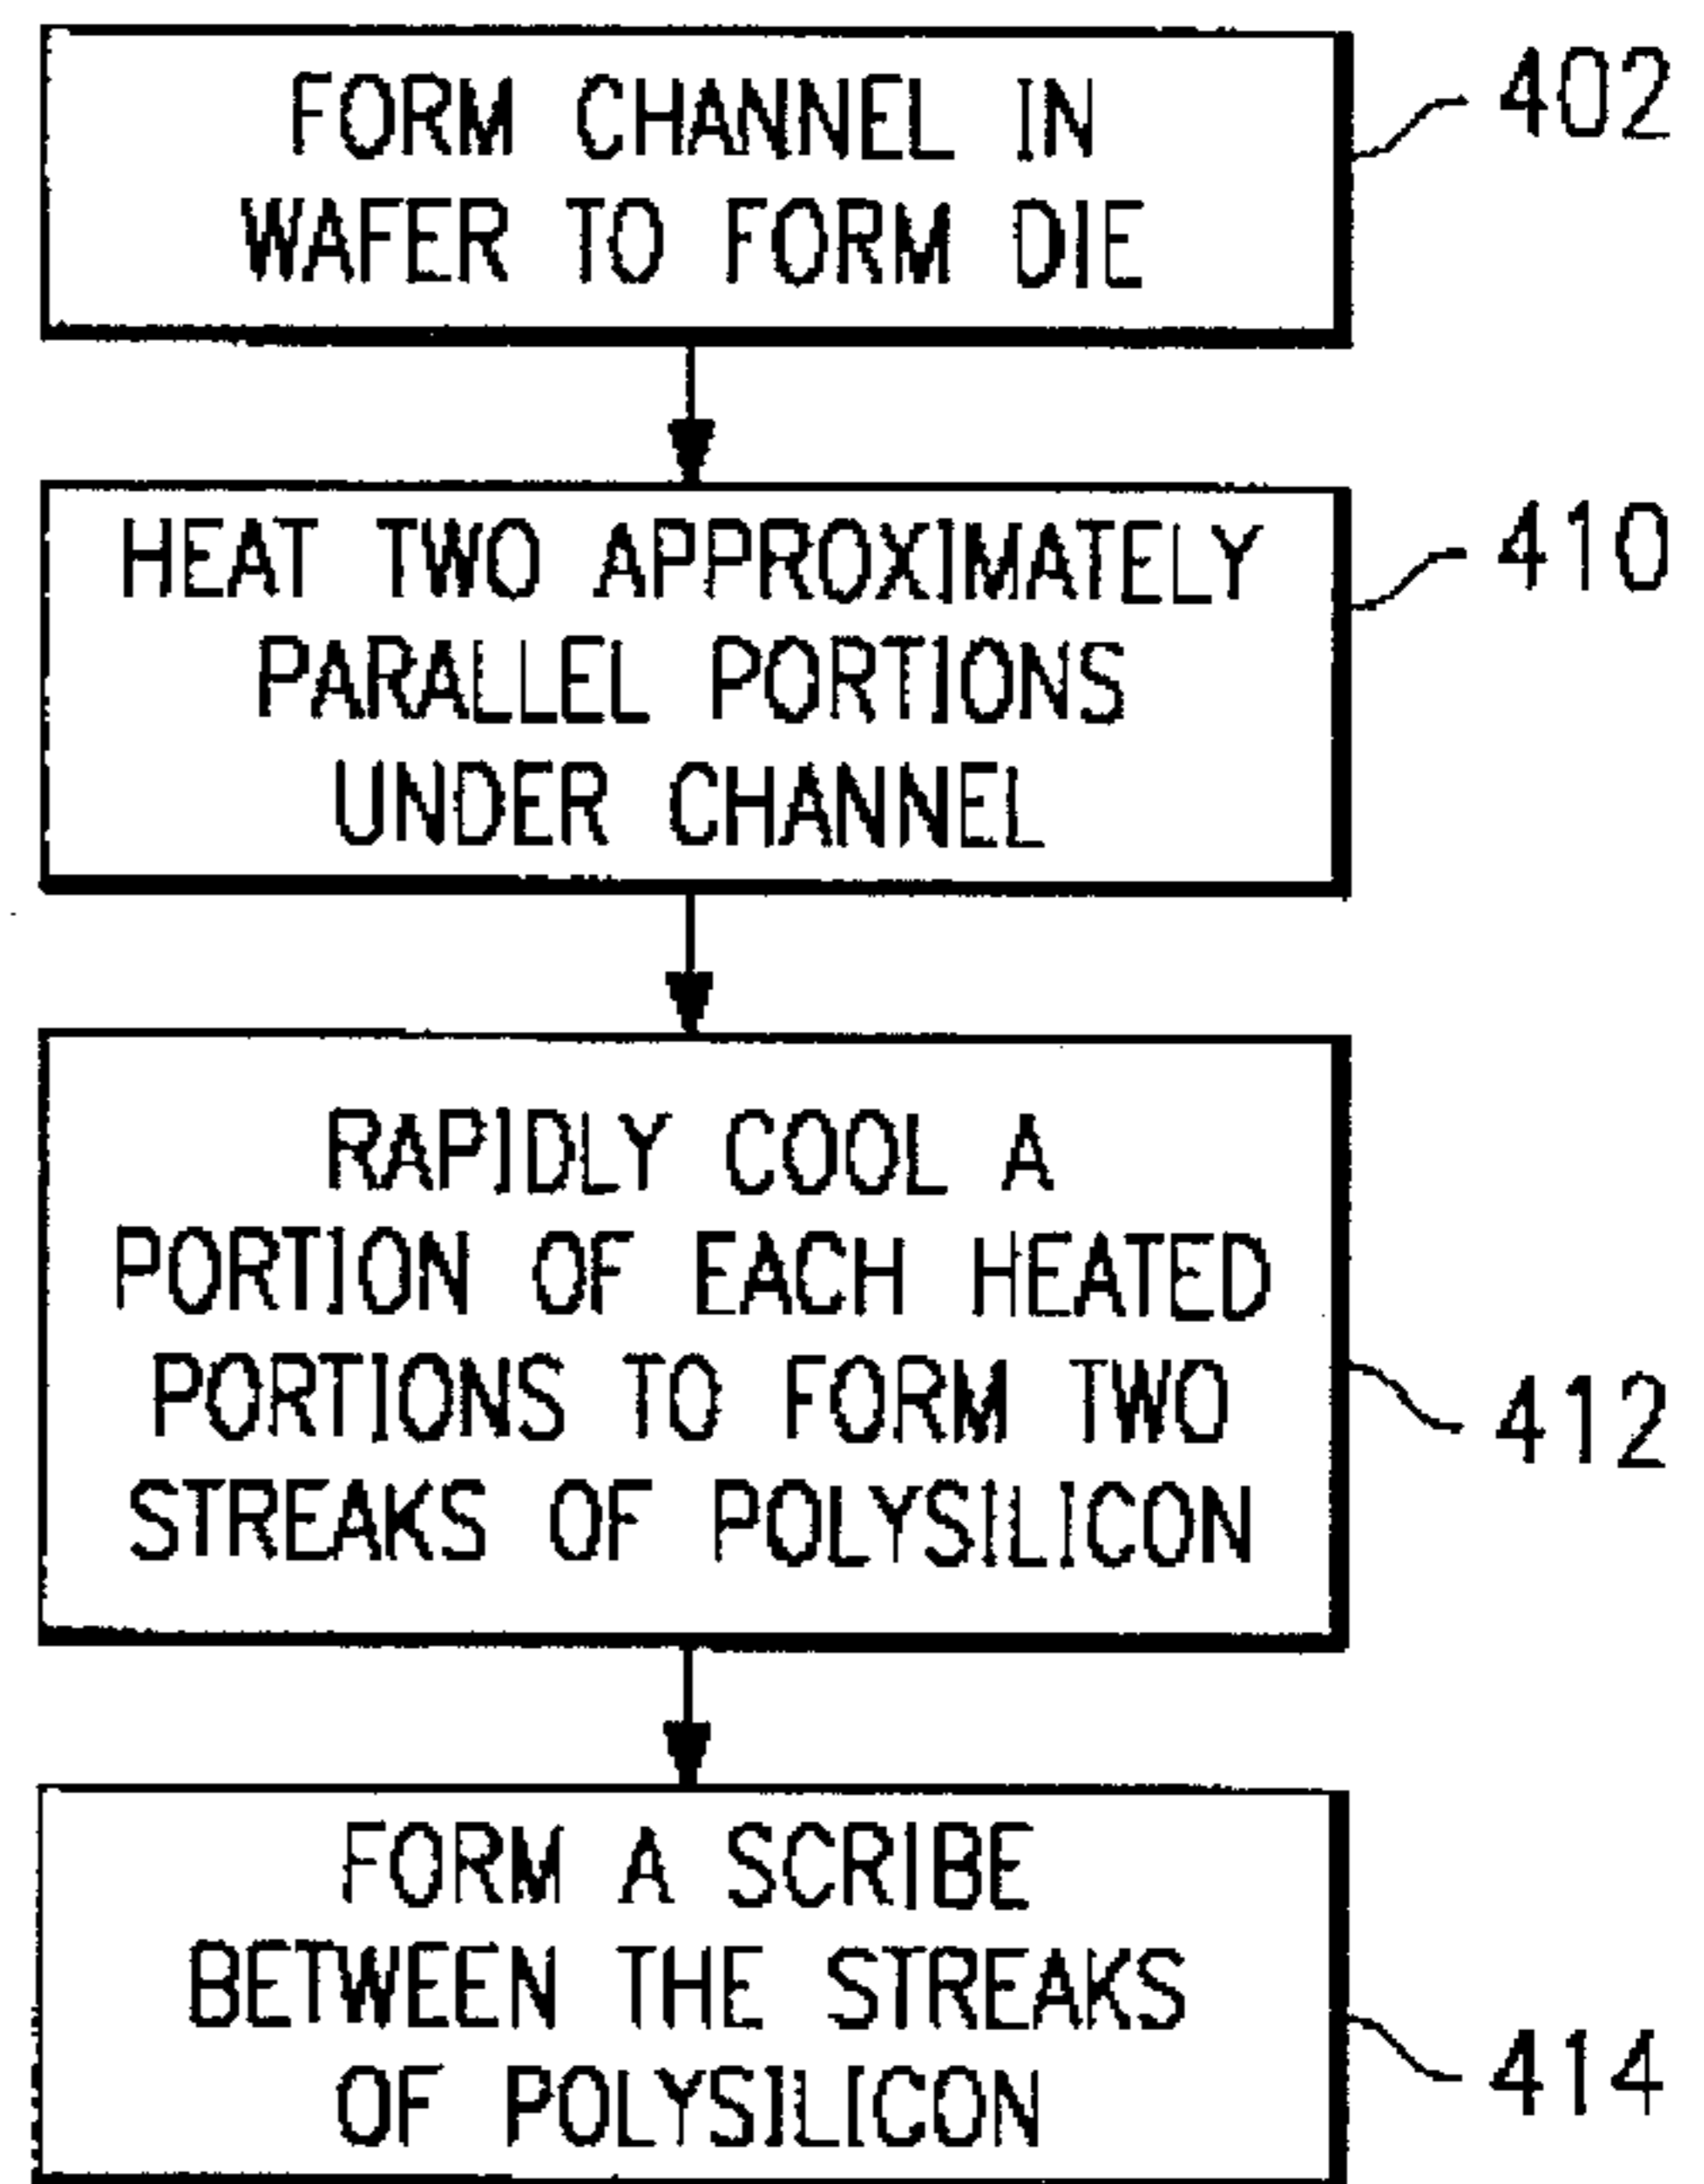 FORM CHANNEL IN
WAFER TO FORM DIE
402
HEAT TWO APPROXIMATELY
PARALLEL PORTIONS
UNDER CHANNEL
410
RAPIDLY COOL A
PORTION OF EACH HEATED
PORTIONS TO FORM TWO
STREAKS OF POLYSILICON
412
FORM A SCRIBE
BETWEEN THE STREAKS
OF POLYSILICON
414